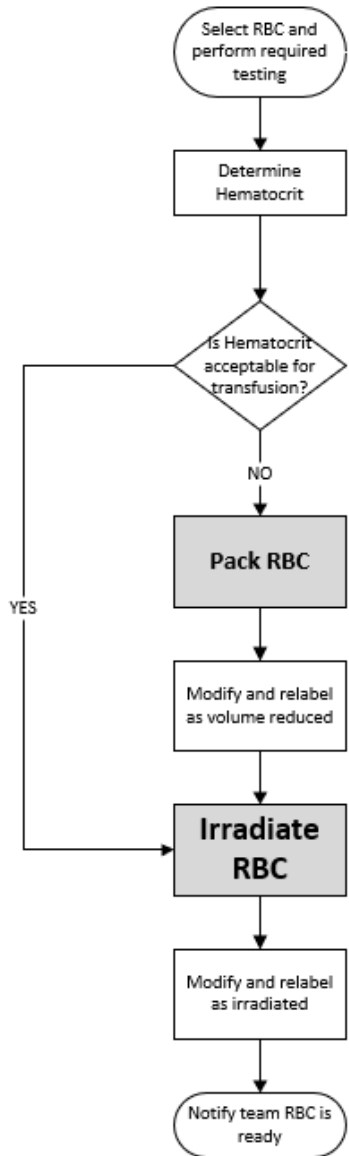 Select RBC and
perform required
testing
Determine
Hematocrit
Is Hematocrit
acceptable for
transfusion?
NO
Pack RBC
YES
Modify and relabel
as volume reduced
Irradiate
RBC
Modify and relabel
as irradiated
Notify team RBC is
ready